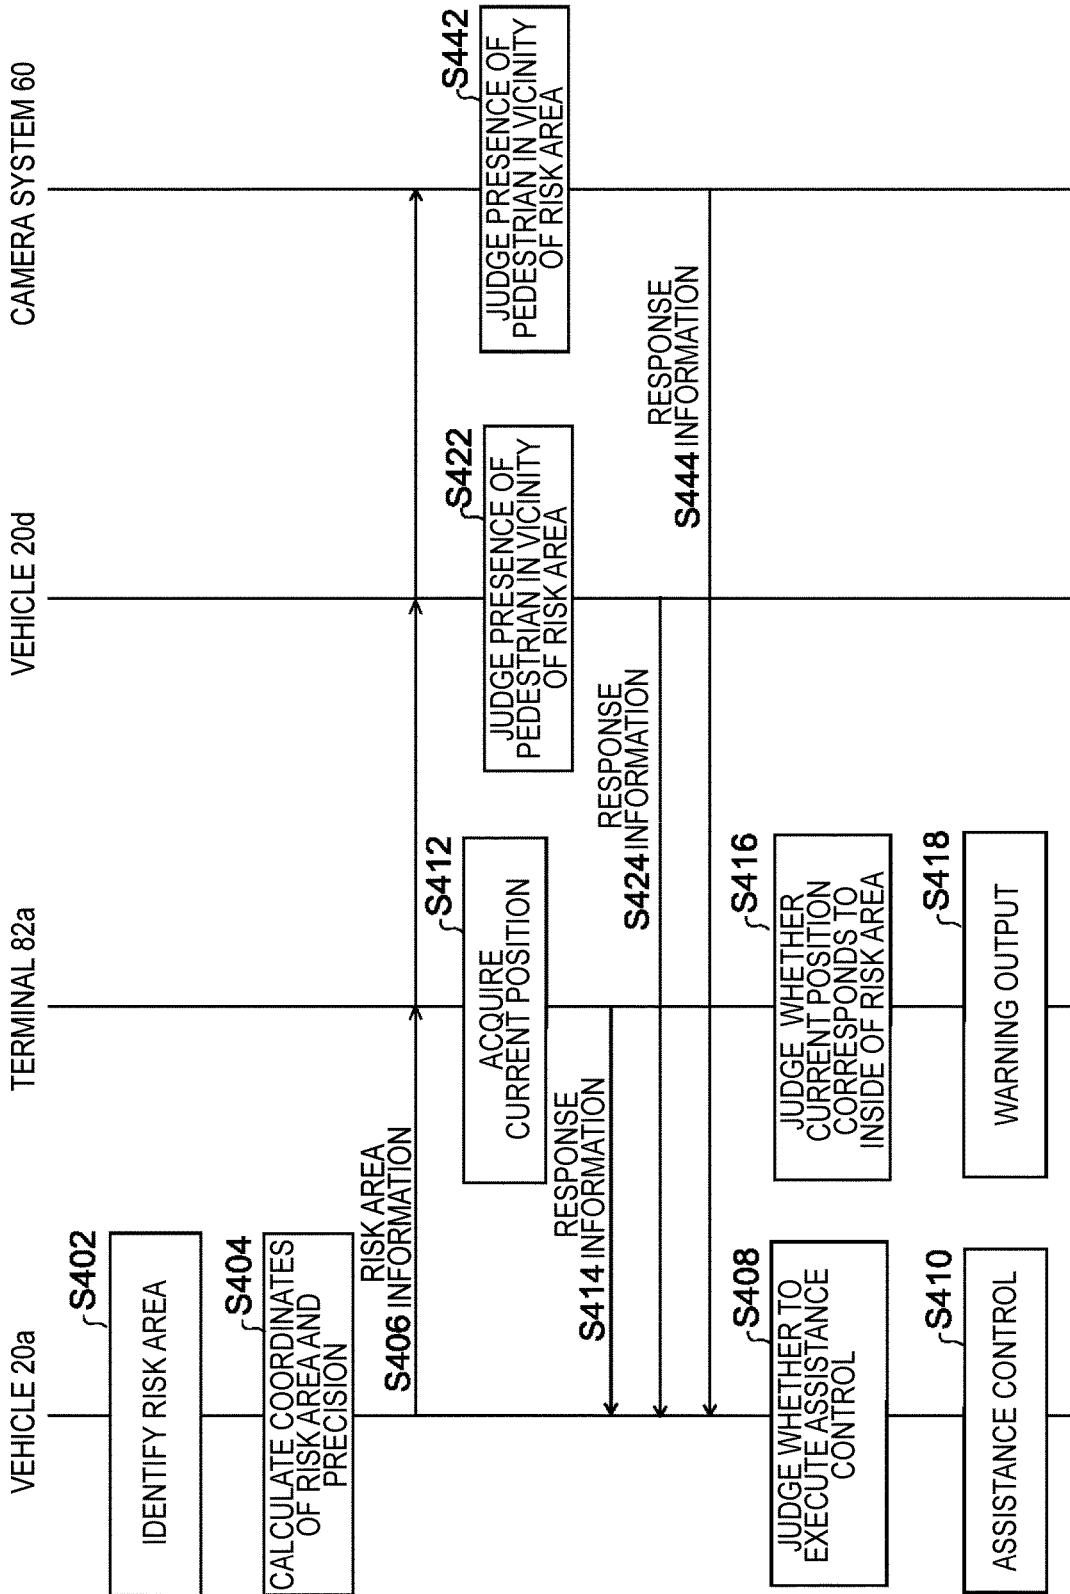 VEHICLE 20a
TERMINAL 82a
VEHICLE 20d
CAMERA SYSTEM 60
S402
IDENTIFY RISK AREA
S404
CALCULATE COORDINATES
OF RISK AREA AND
PRECISION
RISK AREA
S406 INFORMATION
S412
ACQUIRE
CURRENT POSITION
S422
JUDGE PRESENCE OF
PEDESTRIAN IN VICINITY
OF RISK AREA
S442
JUDGE PRESENCE OF
PEDESTRIAN IN VICINITY
OF RISK AREA
RESPONSE
S414 INFORMATION
RESPONSE
S424 INFORMATION
RESPONSE
S444 INFORMATION
S408
JUDGE WHETHER TO
EXECUTE ASSISTANCE
CONTROL
S416
JUDGE WHETHER
CURRENT POSITION
CORRESPONDS TO
INSIDE OF RISK AREA
S410
ASSISTANCE CONTROL
S418
WARNING OUTPUT